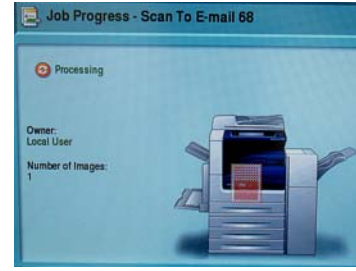 Job Progress - Scan To E-mail 68
Processing
Owner:
Local User
Number of Images:
1